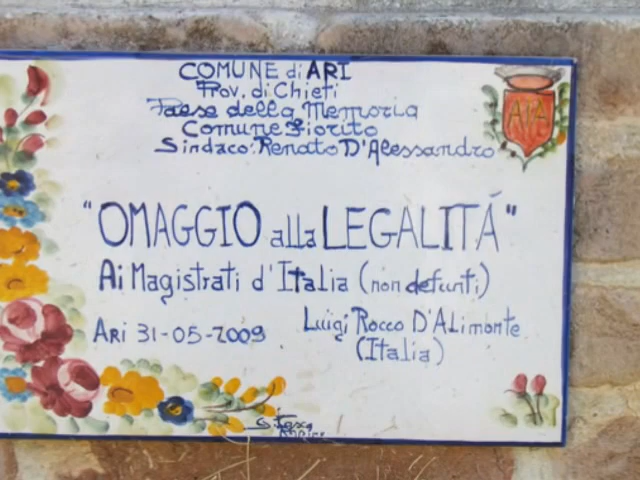 COMUNE di ARI
Prov. di Chieti
Paese della Memoria
Comune Fiorito
Sindaco: Renato D'Alessandro
"OMAGGIO alla LEGALITÁ"
Ai Magistrati d'Italia (non defunti)
Ari 31-05-2009
Luigi Rocco D'Alimonte
(Italia)